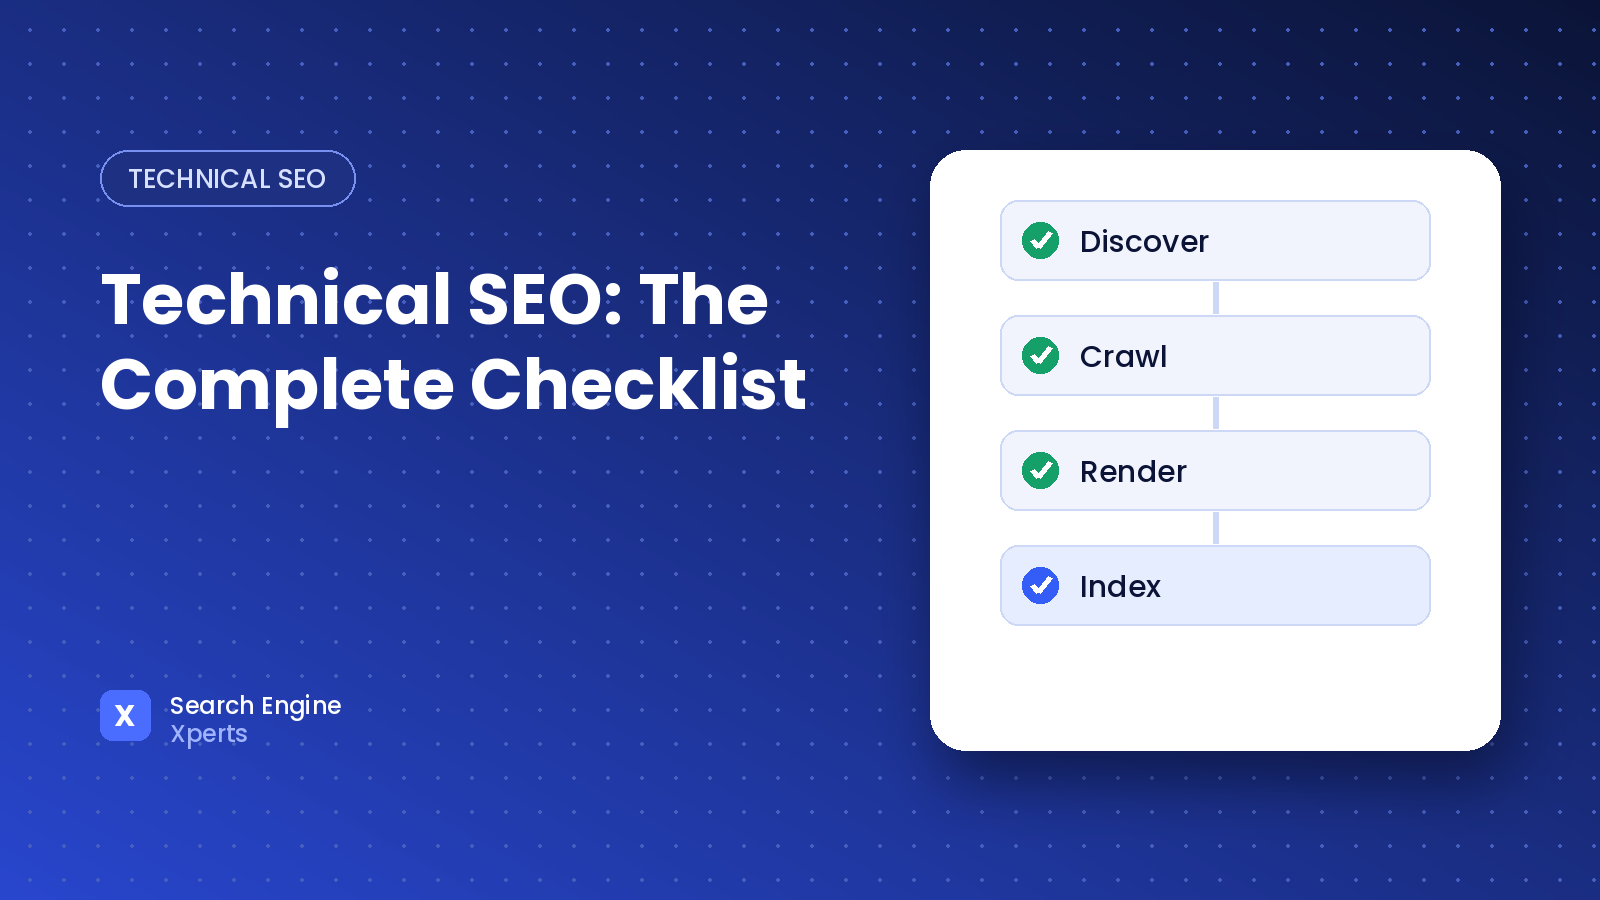 TECHNICAL SEO
Technical SEO: The
Complete Checklist
X
Search Engine
Xperts
Discover
Crawl
Render
Index